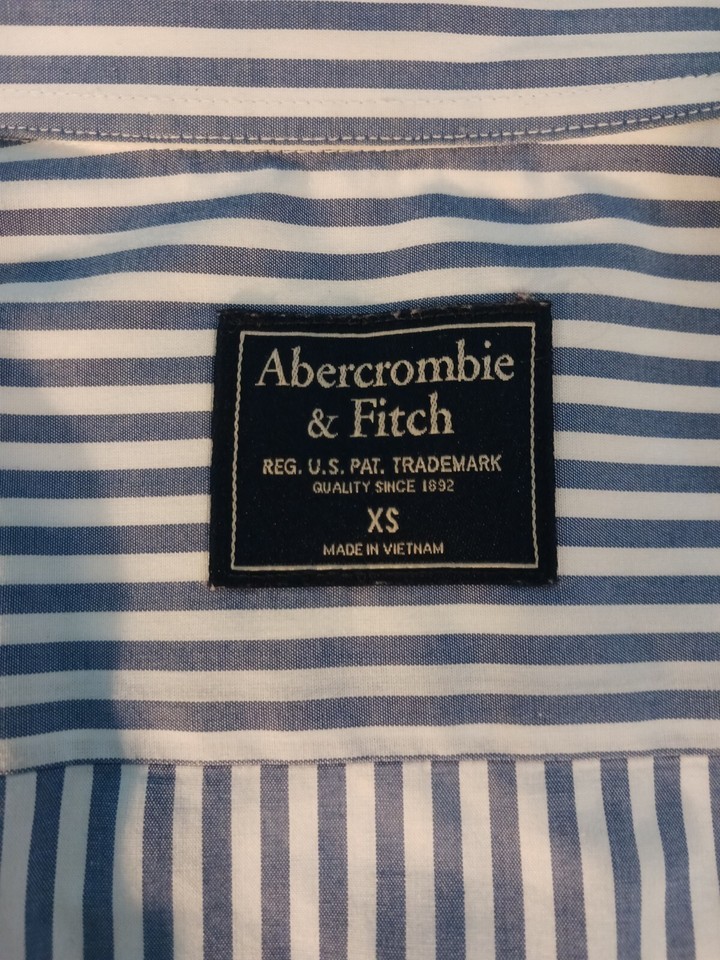 Abercrombie
& Fitch
REG. U.S. PAT. TRADEMARK
QUALITY SINCE 1892
XS
MADE IN VIETNAM